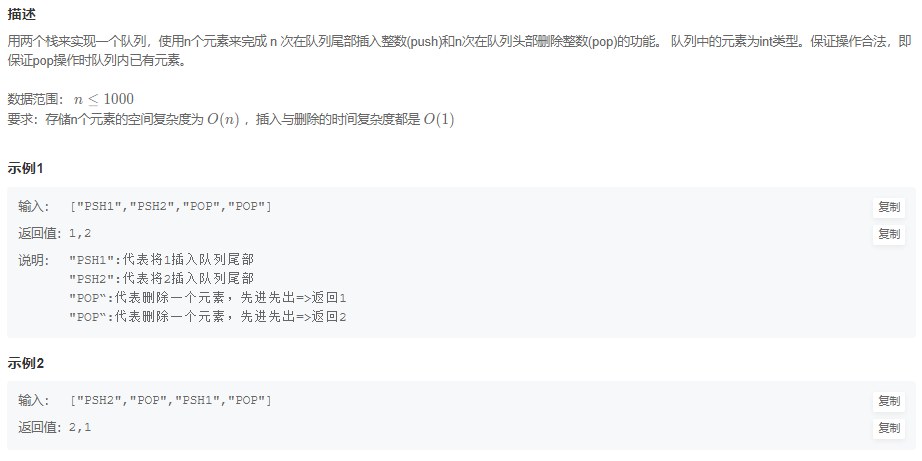 描述
用两个栈来实现一个队列，使用n个元素来完成 n 次在队列尾部插入整数(push)和n次在队列头部删除整数(pop)的功能。 队列中的元素为int类型。保证操作合法，即
保证pop操作时队列内已有元素。
数据范围： n ≤ 1000
要求：存储n个元素的空间复杂度为 O(n) ，插入与删除的时间复杂度都是 O(1)
示例1
输入： ["PSH1","PSH2","POP","POP"] 复制
返回值：1,2 复制
说明： "PSH1":代表将1插入队列尾部
"PSH2":代表将2插入队列尾部
"POP“:代表删除一个元素，先进先出=>返回1
"POP“:代表删除一个元素，先进先出=>返回2
示例2
输入： ["PSH2","POP","PSH1","POP"] 复制
返回值：2,1 复制